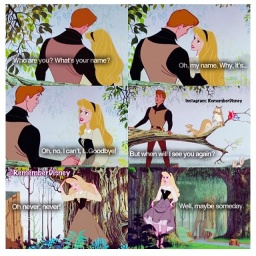 Who are you? What's your name?
Oh, my name, Why, It's..
Oh, no. I can't, I..Goodbye!
Instagram: RememberDisney
But when will I see you again?
RememberDisney
Oh never, never!
Well, maybe someday.